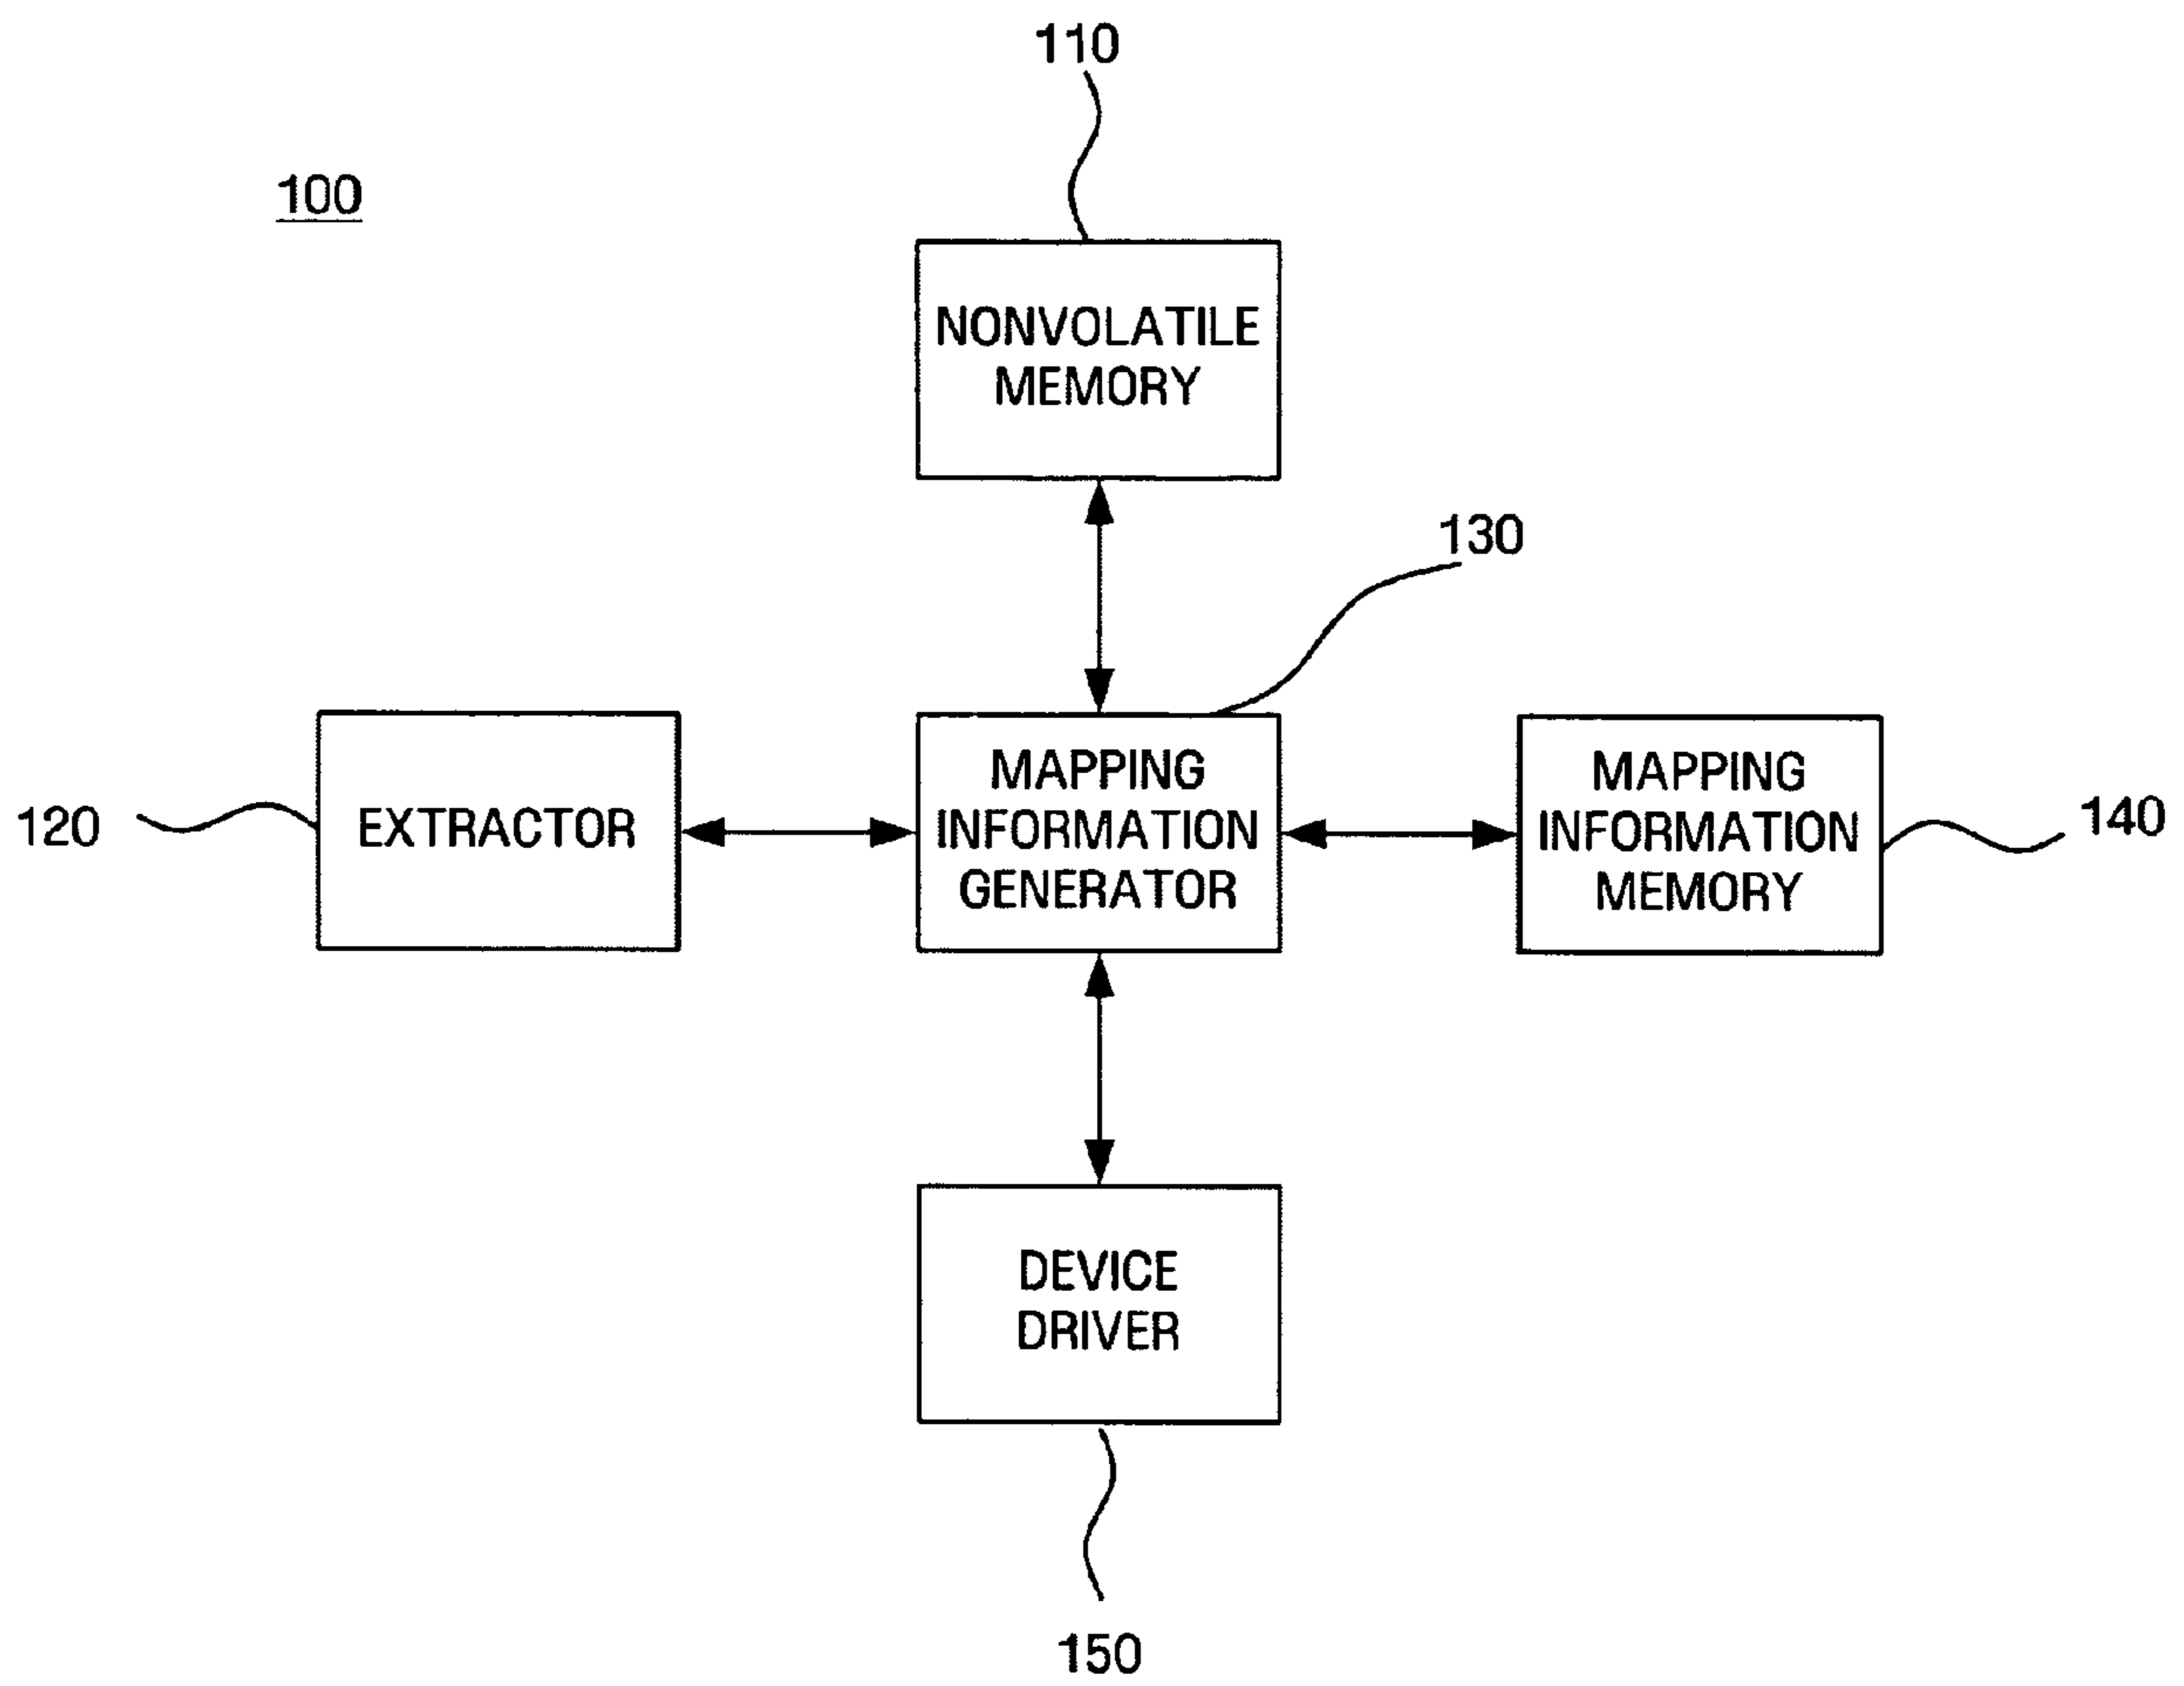 110
100
NONVOLATILE
MEMORY
130
EXTRACTOR
MAPPING
INFORMATION
GENERATOR
MAPPING
INFORMATION
MEMORY
120
140
DEVICE
DRIVER
150